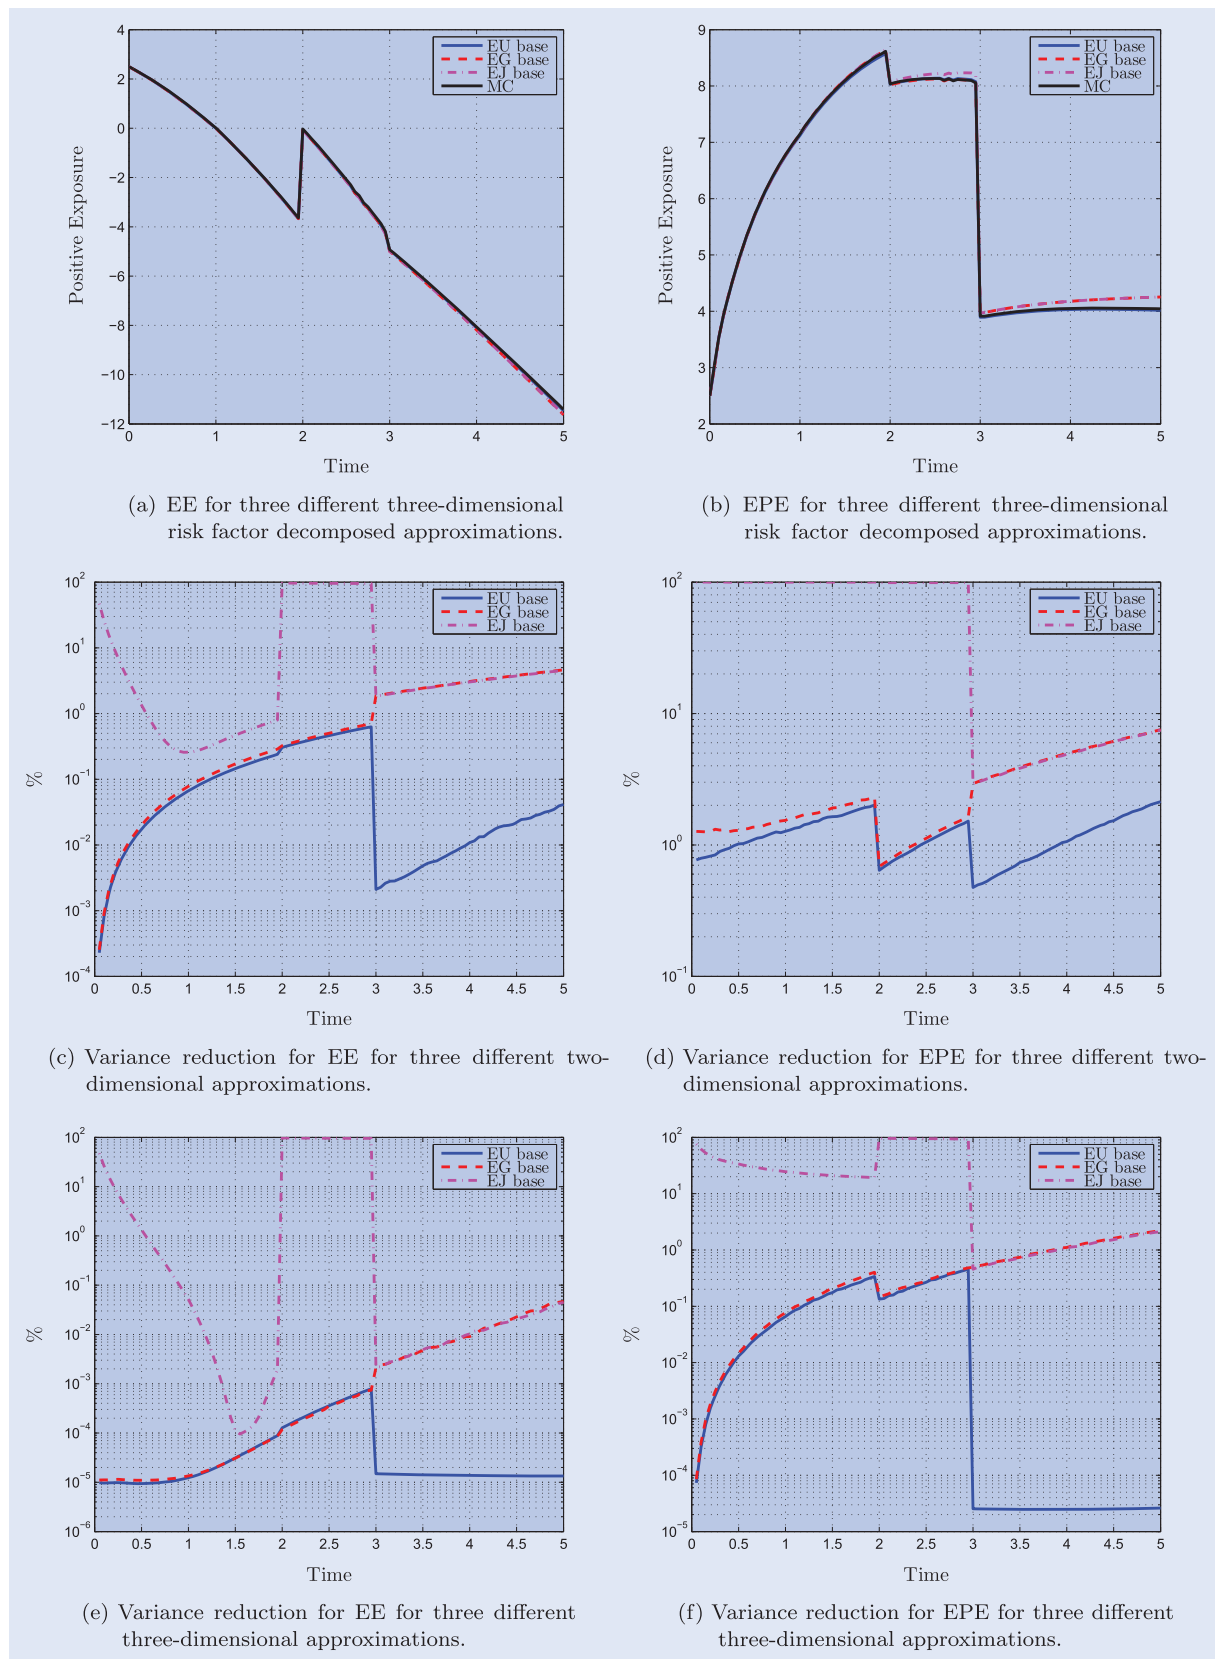 4
2
0
−2
−4
−6
−8
−10
−12
0 1 2 3 4 5
Positive Exposure
Time
EU base
EG base
EJ base
MC
(a) EE for three different three-dimensional
risk factor decomposed approximations.
9
8
7
6
5
4
3
2
0 1 2 3 4 5
Positive Exposure
Time
EU base
EG base
EJ base
MC
(b) EPE for three different three-dimensional
risk factor decomposed approximations.
10^2
10^1
10^0
10^−1
10^−2
10^−3
10^−4
0 0.5 1 1.5 2 2.5 3 3.5 4 4.5 5
%
Time
EU base
EG base
EJ base
(c) Variance reduction for EE for three different two-
dimensional approximations.
10^2
10^1
10^0
10^−1
0 0.5 1 1.5 2 2.5 3 3.5 4 4.5 5
%
Time
EU base
EG base
EJ base
(d) Variance reduction for EPE for three different two-
dimensional approximations.
10^2
10^1
10^0
10^−1
10^−2
10^−3
10^−4
10^−5
10^−6
0 0.5 1 1.5 2 2.5 3 3.5 4 4.5 5
%
Time
EU base
EG base
EJ base
(e) Variance reduction for EE for three different
three-dimensional approximations.
10^2
10^1
10^0
10^−1
10^−2
10^−3
10^−4
10^−5
0 0.5 1 1.5 2 2.5 3 3.5 4 4.5 5
%
Time
EU base
EG base
EJ base
(f) Variance reduction for EPE for three different
three-dimensional approximations.